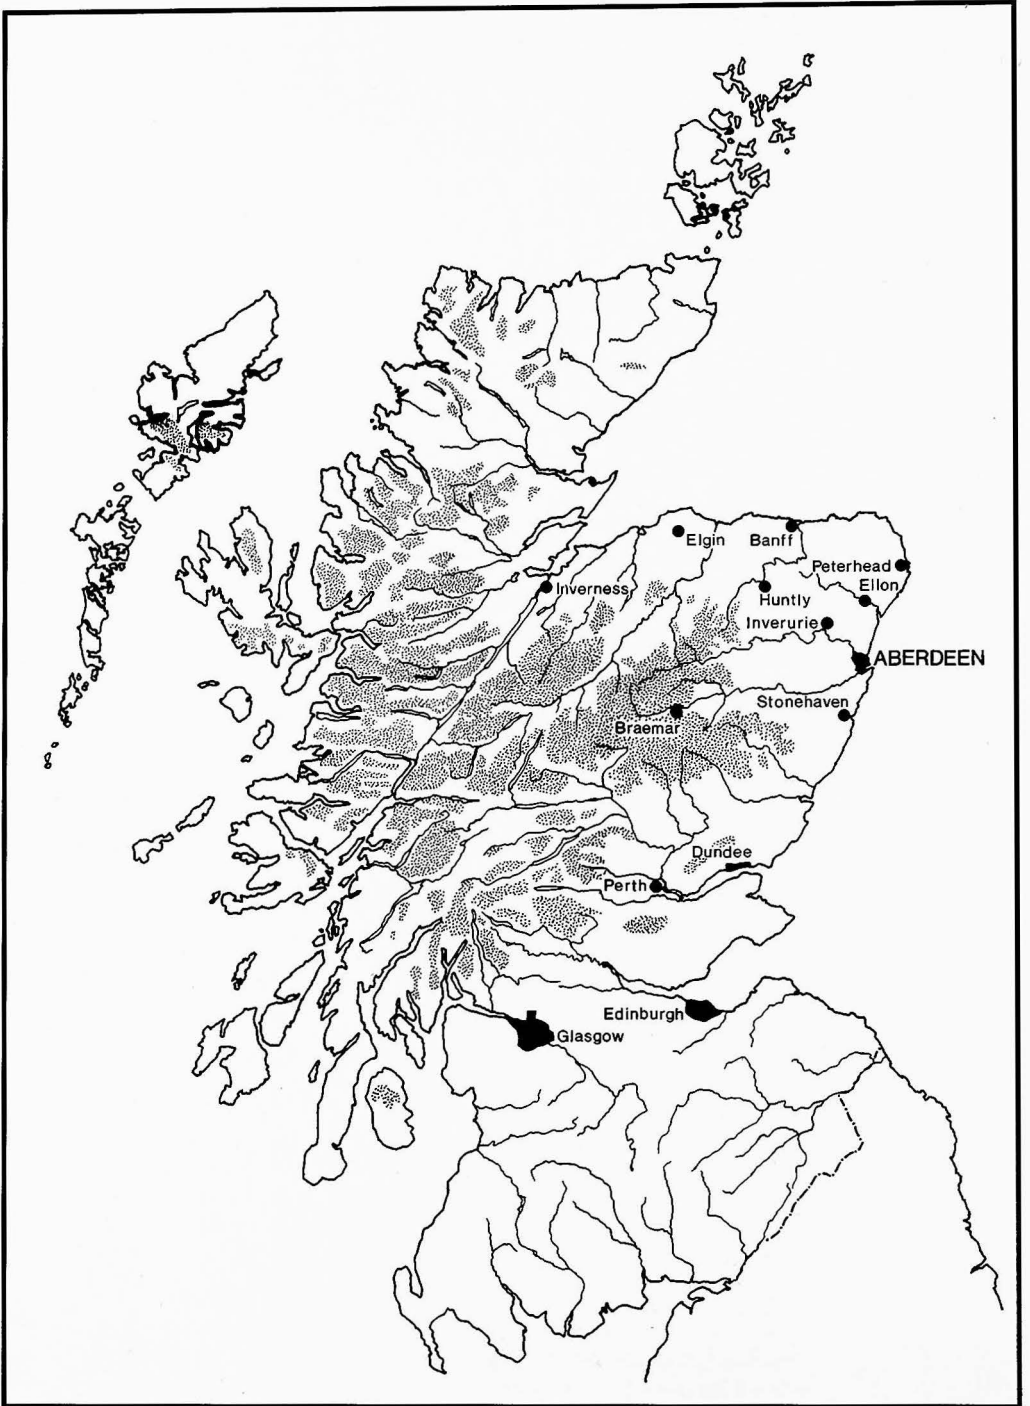 Elgin
Banff
Peterhead
Ellon
Inverness
Huntly
Inverurie
ABERDEEN
Stonehaven
Braemar
Dundee
Perth
Edinburgh
Glasgow